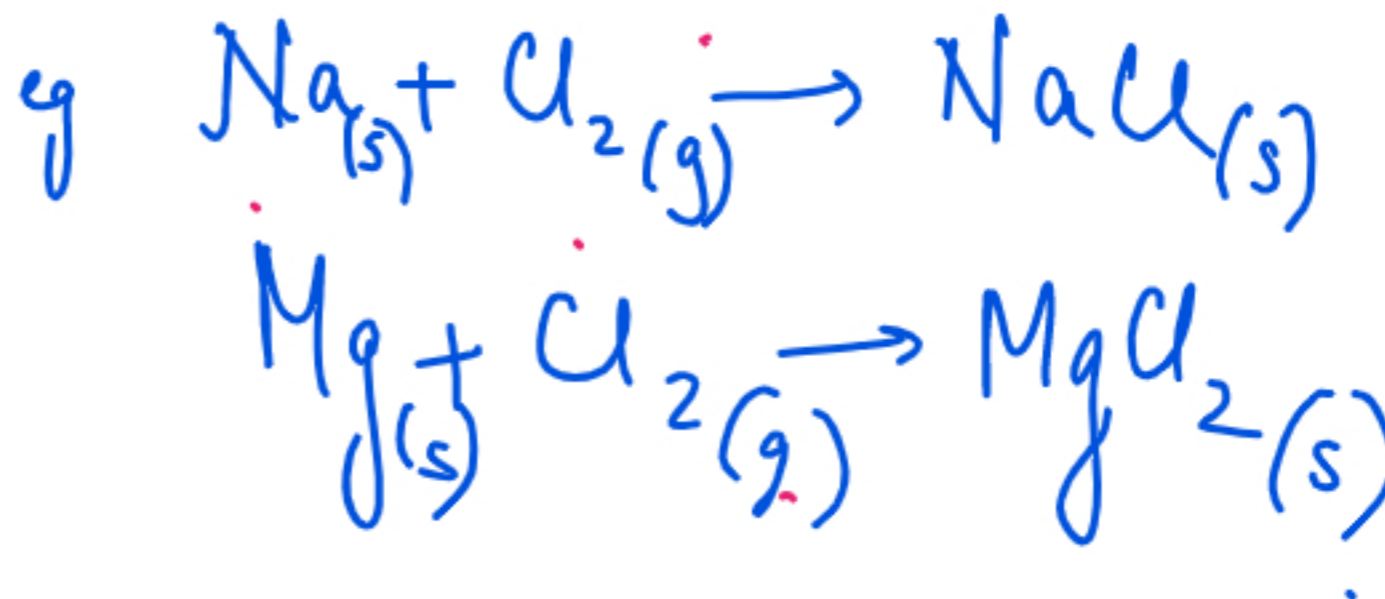 eg Na(s) + Cl₂(g) → NaCl(s)
Mg(s) + Cl₂(g) → MgCl₂(s)